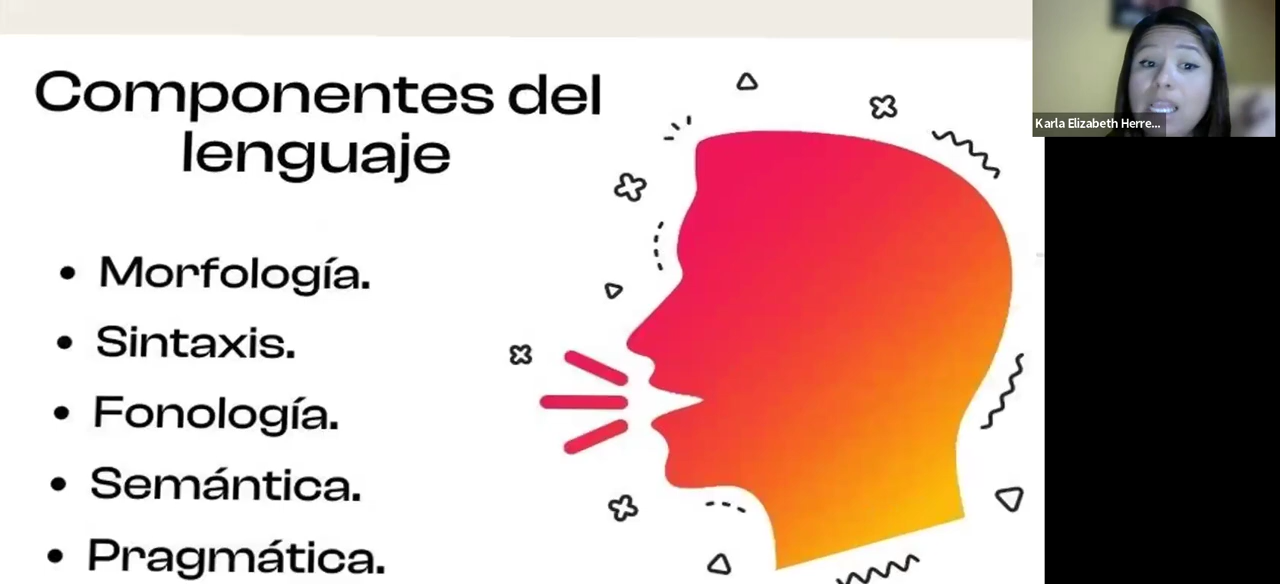 Componentes del
lenguaje
• Morfología.
• Sintaxis.
• Fonología.
• Semántica.
• Pragmática.
Karla Elizabeth Herre...